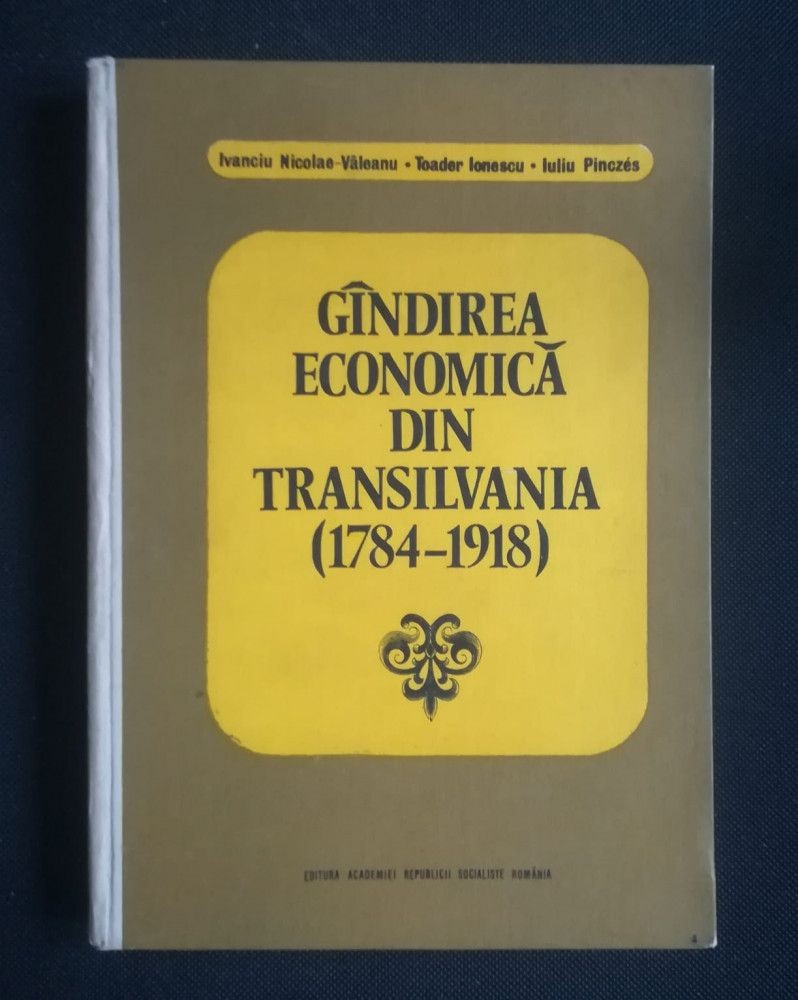 Ivanciu Nicolae-Văleanu • Toader Ionescu • Iuliu Pinczés
GÎNDIREA
ECONOMICĂ
DIN
TRANSILVANIA
(1784-1918)
EDITURA ACADEMIEI REPUBLICII SOCIALISTE ROMÂNIA